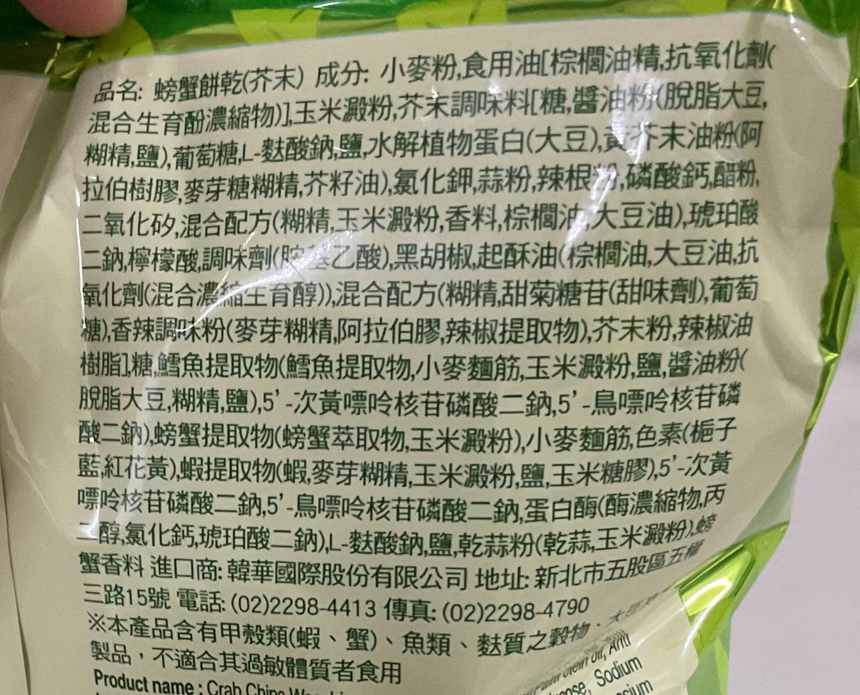 品名: 螃蟹餅乾(芥末) 成分: 小麥粉,食用油[棕櫚油精,抗氧化劑(
混合生育酚濃縮物)],玉米澱粉,芥末調味料[糖,醬油粉(脫脂大豆,
糊精,鹽),葡萄糖,L-麩酸鈉,鹽,水解植物蛋白(大豆),黃芥末油粉(阿
拉伯樹膠,麥芽糖糊精,芥籽油),氯化鉀,蒜粉,辣根粉,磷酸鈣,醋粉,
二氧化矽,混合配方(糊精,玉米澱粉,香料,棕櫚油,大豆油),琥珀酸
二鈉,檸檬酸,調味劑(胺基乙酸),黑胡椒,起酥油(棕櫚油,大豆油,抗
氧化劑(混合濃縮生育醇)),混合配方(糊精,甜菊糖苷(甜味劑),葡萄
糖),香辣調味粉(麥芽糊精,阿拉伯膠,辣椒提取物),芥末粉,辣椒油
樹脂],糖,鱈魚提取物(鱈魚提取物,小麥麵筋,玉米澱粉,鹽,醬油粉(
脫脂大豆,糊精,鹽),5'-次黃嘌呤核苷磷酸二鈉,5'-鳥嘌呤核苷磷
酸二鈉),螃蟹提取物(螃蟹萃取物,玉米澱粉),小麥麵筋,色素(梔子
藍,紅花黃),蝦提取物(蝦,麥芽糊精,玉米澱粉,鹽,玉米糖膠),5'-次黃
嘌呤核苷磷酸二鈉,5'-鳥嘌呤核苷磷酸二鈉,蛋白酶(酶濃縮物,丙
二醇,氯化鈣,琥珀酸二鈉),L-麩酸鈉,鹽,乾蒜粉(乾蒜,玉米澱粉),螃
蟹香料 進口商: 韓華國際股份有限公司 地址: 新北市五股區五權
三路15號 電話: (02)2298-4413 傳真: (02)2298-4790
※本產品含有甲殼類(蝦、蟹)、魚類、麩質之穀物、大豆
製品，不適合其過敏體質者食用
Product name : Crab Chips
oil, Anti
Sodium